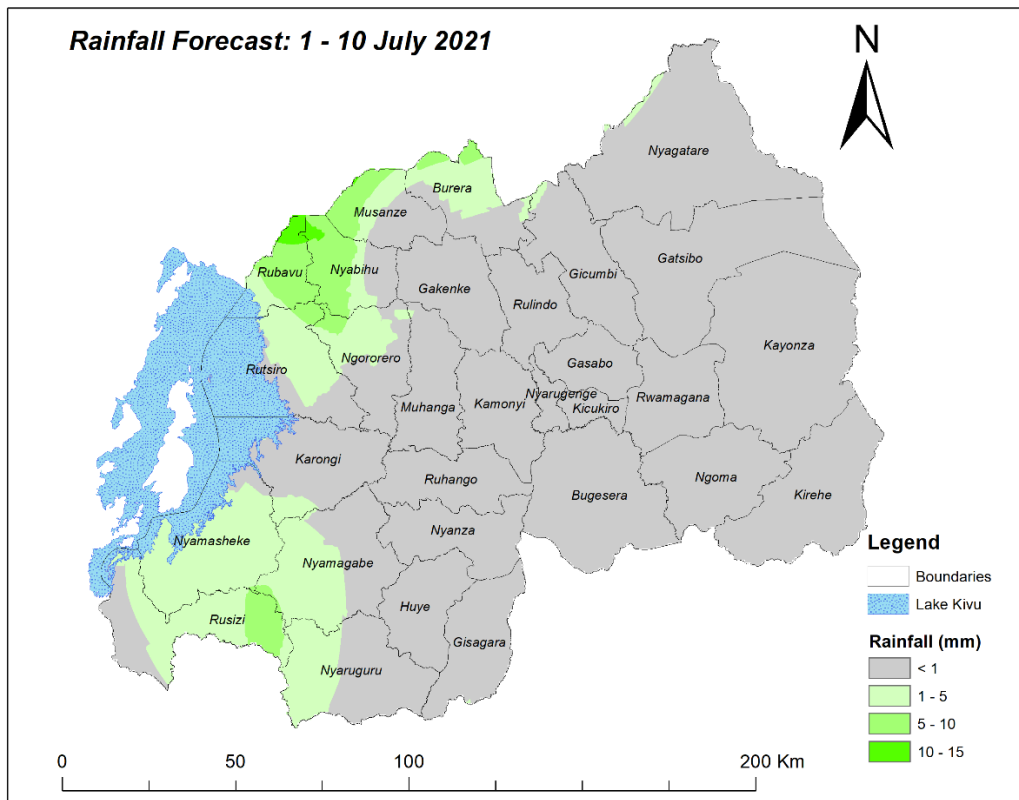 Rainfall Forecast: 1 - 10 July 2021
N
Nyagatare
Burera
Musanze
Rubavu
Nyabihu
Gakenke
Rulindo
Gicumbi
Gatsibo
Kayonza
Rutsiro
Ngororero
Gasabo
Nyarugenge
Kicukiro
Rwamagana
Muhanga
Kamonyi
Karongi
Ruhango
Bugesera
Ngoma
Kirehe
Nyamasheke
Nyanza
Nyamagabe
Huye
Rusizi
Gisagara
Nyaruguru
Legend
Boundaries
Lake Kivu
Rainfall (mm)
< 1
1 - 5
5 - 10
10 - 15
0 50 100 200 Km